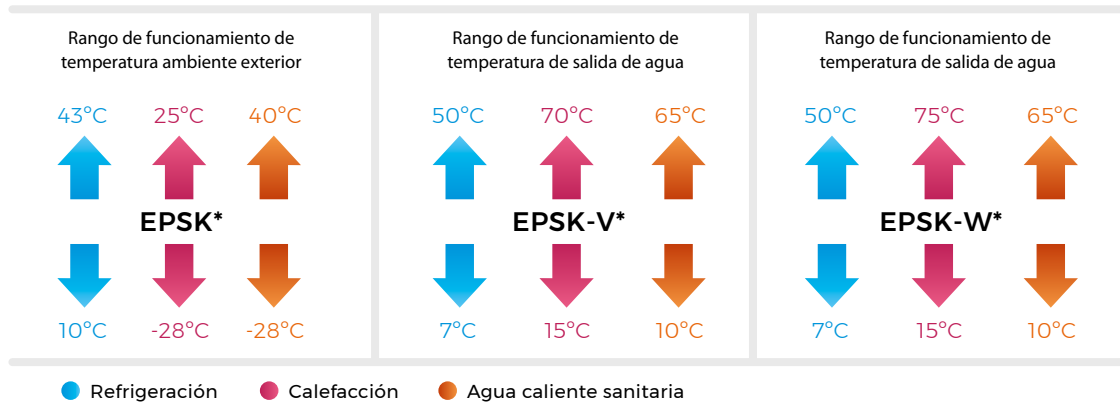 Rango de funcionamiento de
temperatura ambiente exterior
43°C 25°C 40°C
EPSK*
10°C -28°C -28°C
Rango de funcionamiento de
temperatura de salida de agua
50°C 70°C 65°C
EPSK-V*
7°C 15°C 10°C
Rango de funcionamiento de
temperatura de salida de agua
50°C 75°C 65°C
EPSK-W*
7°C 15°C 10°C
Refrigeración Calefacción Agua caliente sanitaria